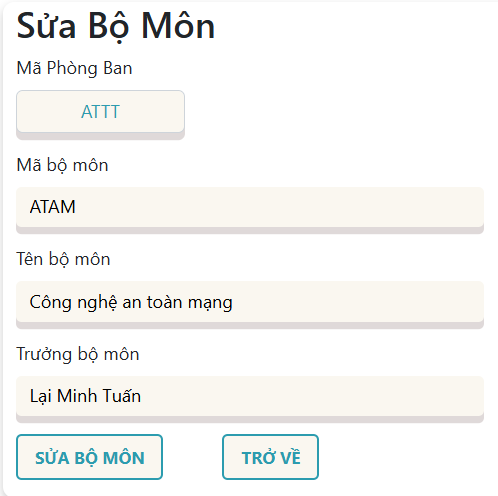 Sửa Bộ Môn
Mã Phòng Ban
ATTT
Mã bộ môn
ATAM
Tên bộ môn
Công nghệ an toàn mạng
Trưởng bộ môn
Lại Minh Tuấn
SỬA BỘ MÔN
TRỞ VỀ